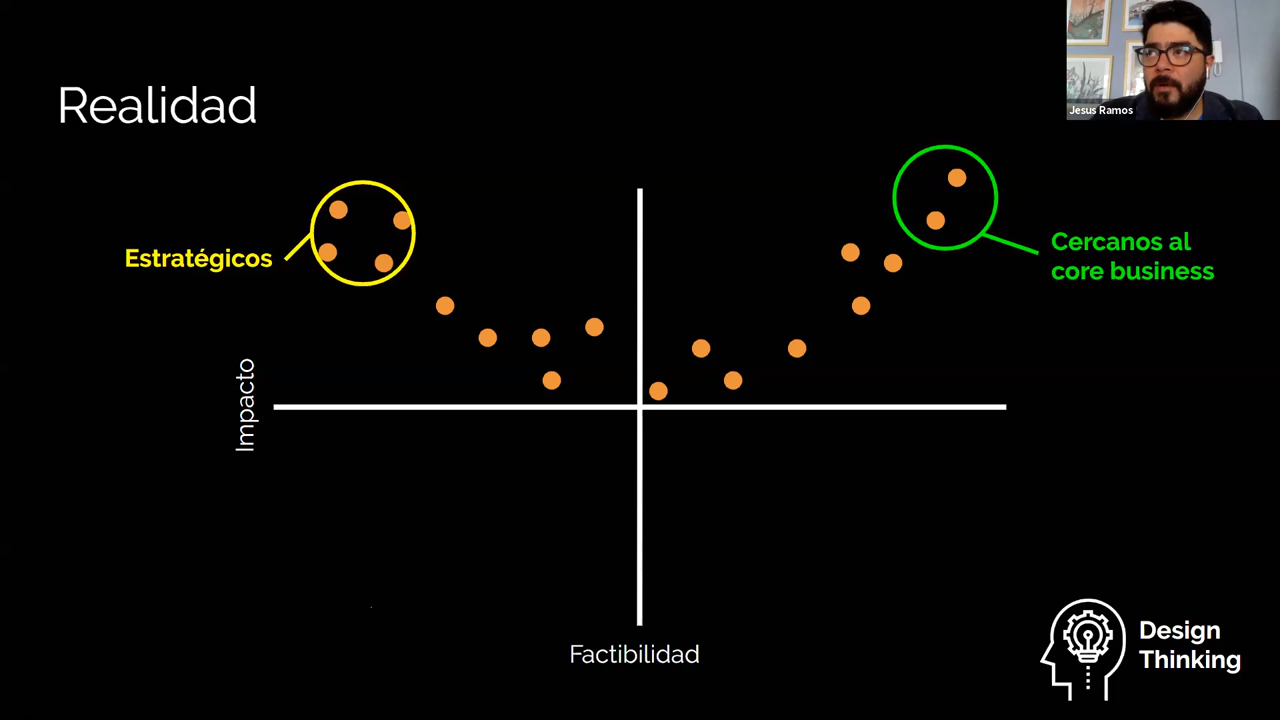 Realidad
Jesus Ramos
Estratégicos
Cercanos al
core business
Impacto
Factibilidad
Design
Thinking